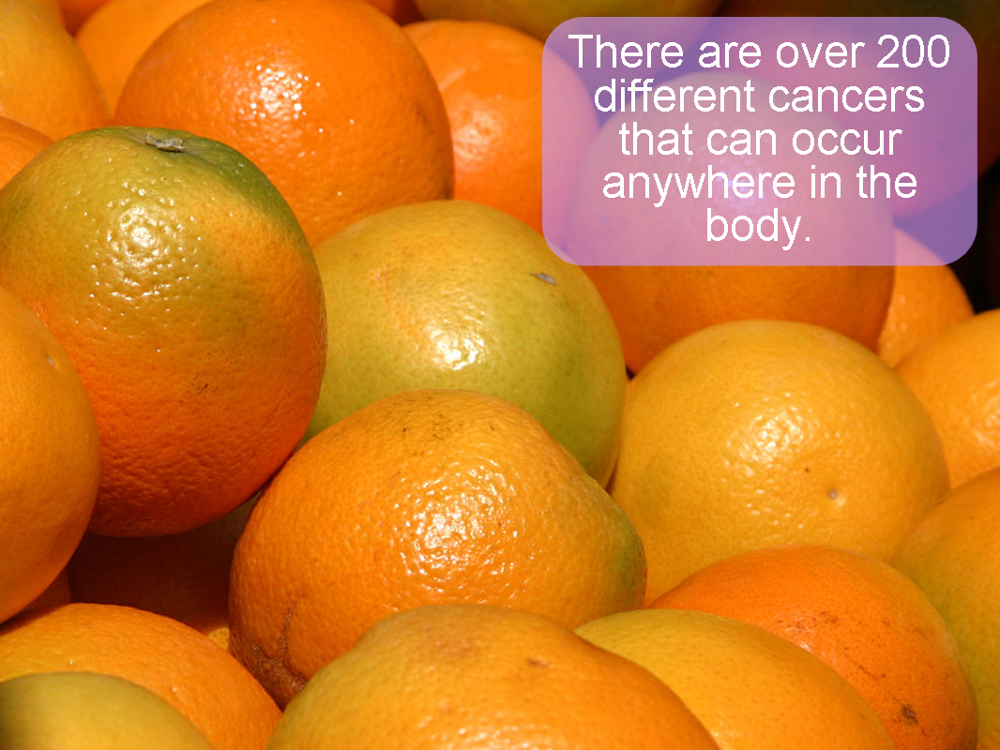 There are over 200
different cancers
that can occur
anywhere in the
body.